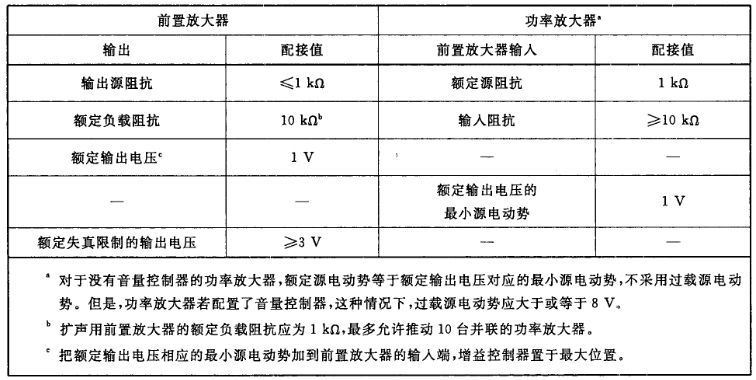 前置放大器 功率放大器ᵃ
输出 配接值 前置放大器输入 配接值
输出源阻抗 ≤1 kΩ 额定源阻抗 1 kΩ
额定负载阻抗 10 kΩᵇ 输入阻抗 ≥10 kΩ
额定输出电压ᶜ 1 V — —
— — 额定输出电压的
最小源电动势 1 V
额定失真限制的输出电压 ≥3 V — —
ᵃ 对于没有音量控制器的功率放大器,额定源电动势等于额定输出电压对应的最小源电动势,不采用过载源电动
势。但是,功率放大器若配置了音量控制器,这种情况下,过载源电动势应大于或等于 8 V。
ᵇ 扩声用前置放大器的额定负载阻抗应为 1 kΩ,最多允许推动 10 台并联的功率放大器。
ᶜ 把额定输出电压相应的最小源电动势加到前置放大器的输入端,增益控制器置于最大位置。